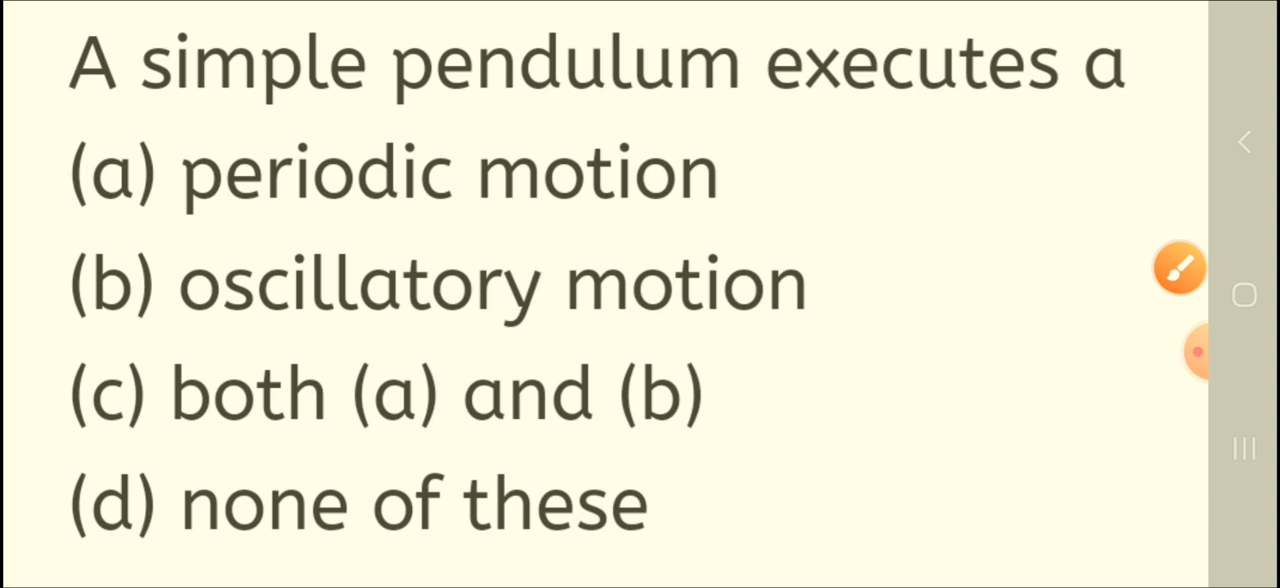 A simple pendulum executes a
(a) periodic motion
(b) oscillatory motion
(c) both (a) and (b)
(d) none of these